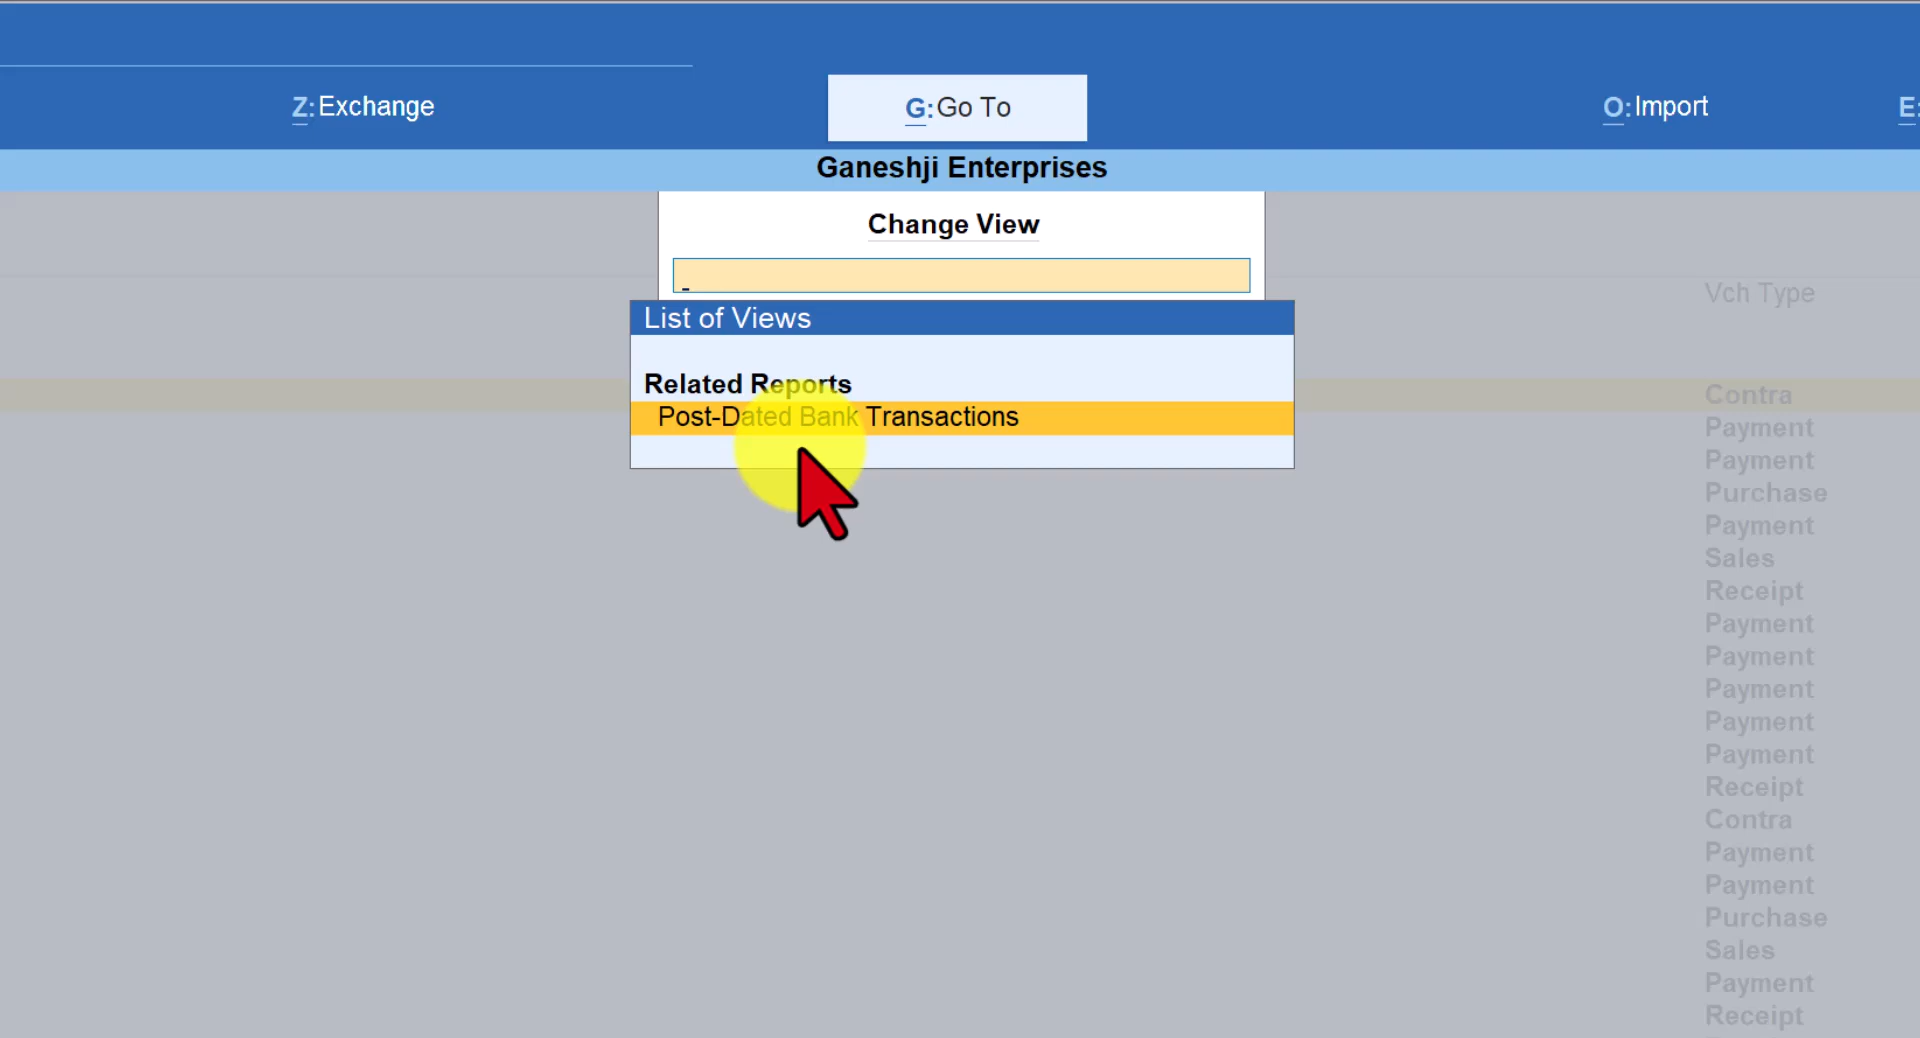 Z:Exchange
G:Go To
O:Import
E:
Ganeshji Enterprises
Change View
List of Views
Related Reports
Post-Dated Bank Transactions
Vch Type
Contra
Payment
Payment
Purchase
Payment
Sales
Receipt
Payment
Payment
Payment
Payment
Payment
Receipt
Contra
Payment
Payment
Purchase
Sales
Payment
Receipt